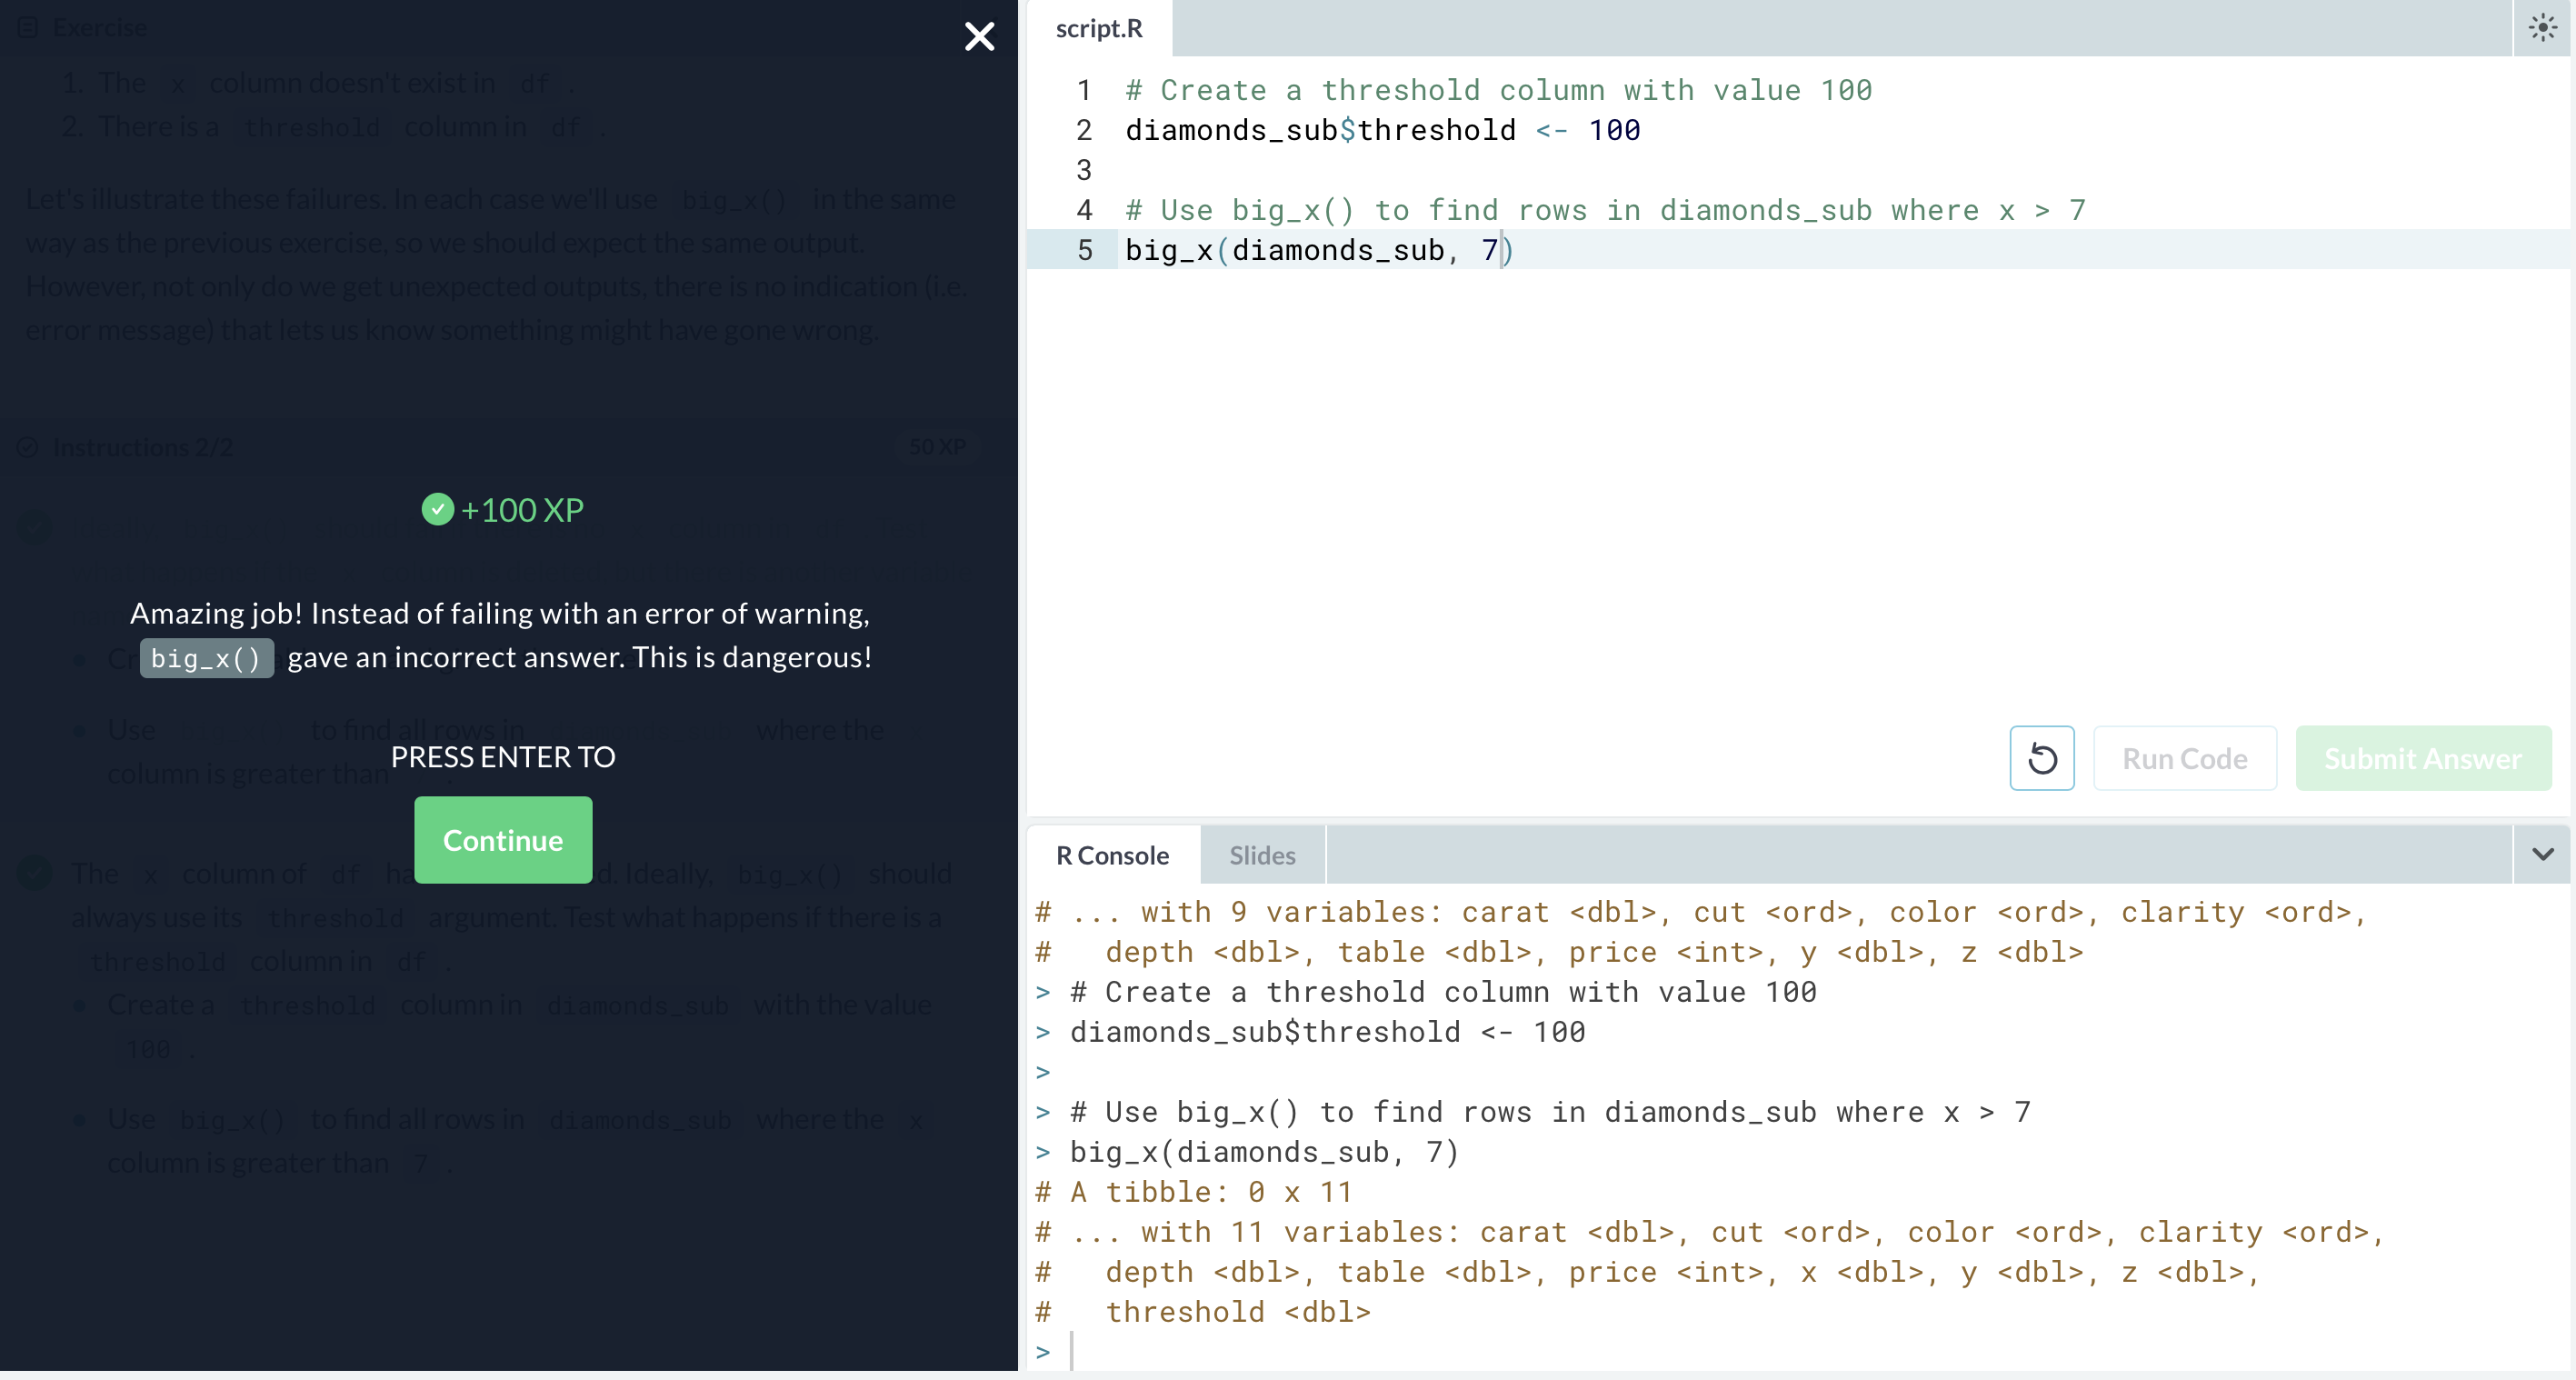 Exercise
1. The x column doesn't exist in df .
2. There is a threshold column in df .
Let's illustrate these failures. In each case we'll use big_x() in the same
way as the previous exercise, so we should expect the same output.
However, not only do we get unexpected outputs, there is no indication (i.e.
error message) that lets us know something might have gone wrong.
Instructions 2/2
50 XP
+100 XP
Amazing job! Instead of failing with an error of warning,
big_x() gave an incorrect answer. This is dangerous!
Use to find all rows in where the
column is greater than .
PRESS ENTER TO
Continue
The x column of df d. Ideally, big_x() should
always use its threshold argument. Test what happens if there is a
threshold column in df .
Create a threshold column in diamonds_sub with the value
100 .
Use big_x() to find all rows in diamonds_sub where the x
column is greater than 7 .
script.R
1 # Create a threshold column with value 100
2 diamonds_sub$threshold <- 100
3
4 # Use big_x() to find rows in diamonds_sub where x > 7
5 big_x(diamonds_sub, 7)
Run Code
Submit Answer
R Console
Slides
# ... with 9 variables: carat <dbl>, cut <ord>, color <ord>, clarity <ord>,
#   depth <dbl>, table <dbl>, price <int>, y <dbl>, z <dbl>
> # Create a threshold column with value 100
> diamonds_sub$threshold <- 100
>
> # Use big_x() to find rows in diamonds_sub where x > 7
> big_x(diamonds_sub, 7)
# A tibble: 0 x 11
# ... with 11 variables: carat <dbl>, cut <ord>, color <ord>, clarity <ord>,
#   depth <dbl>, table <dbl>, price <int>, x <dbl>, y <dbl>, z <dbl>,
#   threshold <dbl>
>